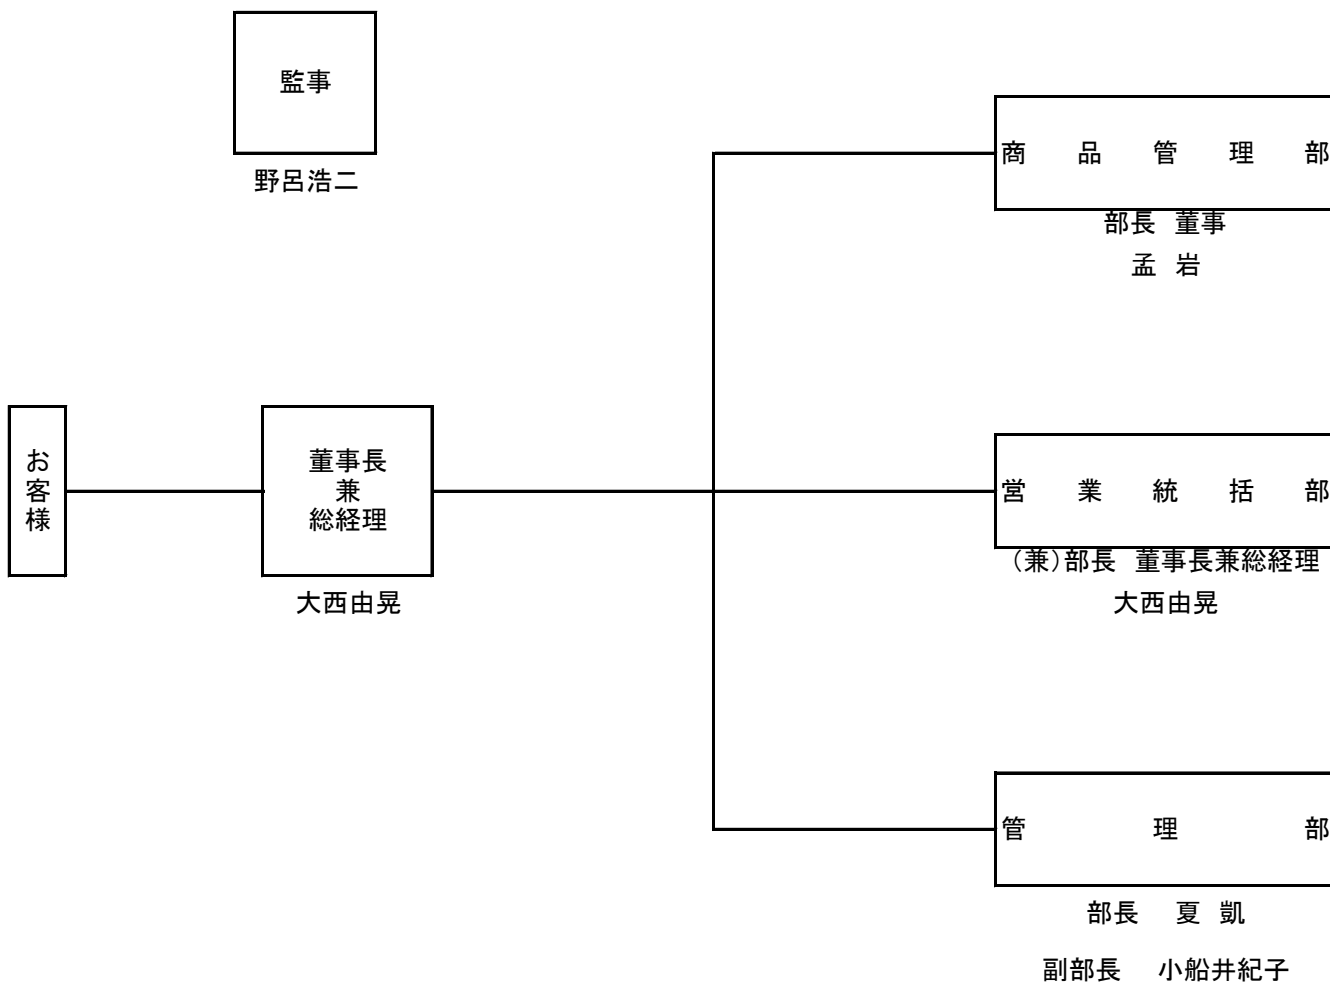 監事
野呂浩二
商品管理部
部長 董事
孟 岩
お客様
董事長
兼
総経理
大西由晃
営業統括部
(兼)部長 董事長兼総経理
大西由晃
管理部
部長 夏 凱
副部長 小船井紀子